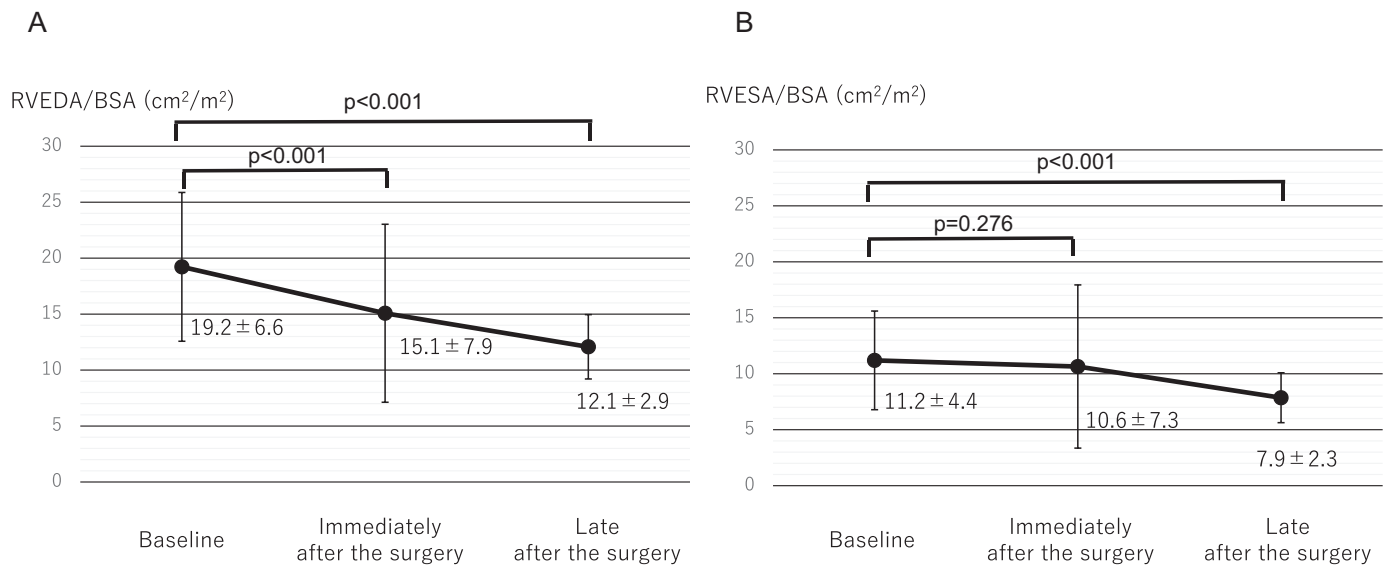 A
RVEDA/BSA (cm²/m²)
p<0.001
p<0.001
30
25
20
15
10
5
0
19.2±6.6
15.1±7.9
12.1±2.9
Baseline
Immediately
after the surgery
Late
after the surgery
B
RVESA/BSA (cm²/m²)
p<0.001
p=0.276
30
25
20
15
10
5
0
11.2±4.4
10.6±7.3
7.9±2.3
Baseline
Immediately
after the surgery
Late
after the surgery